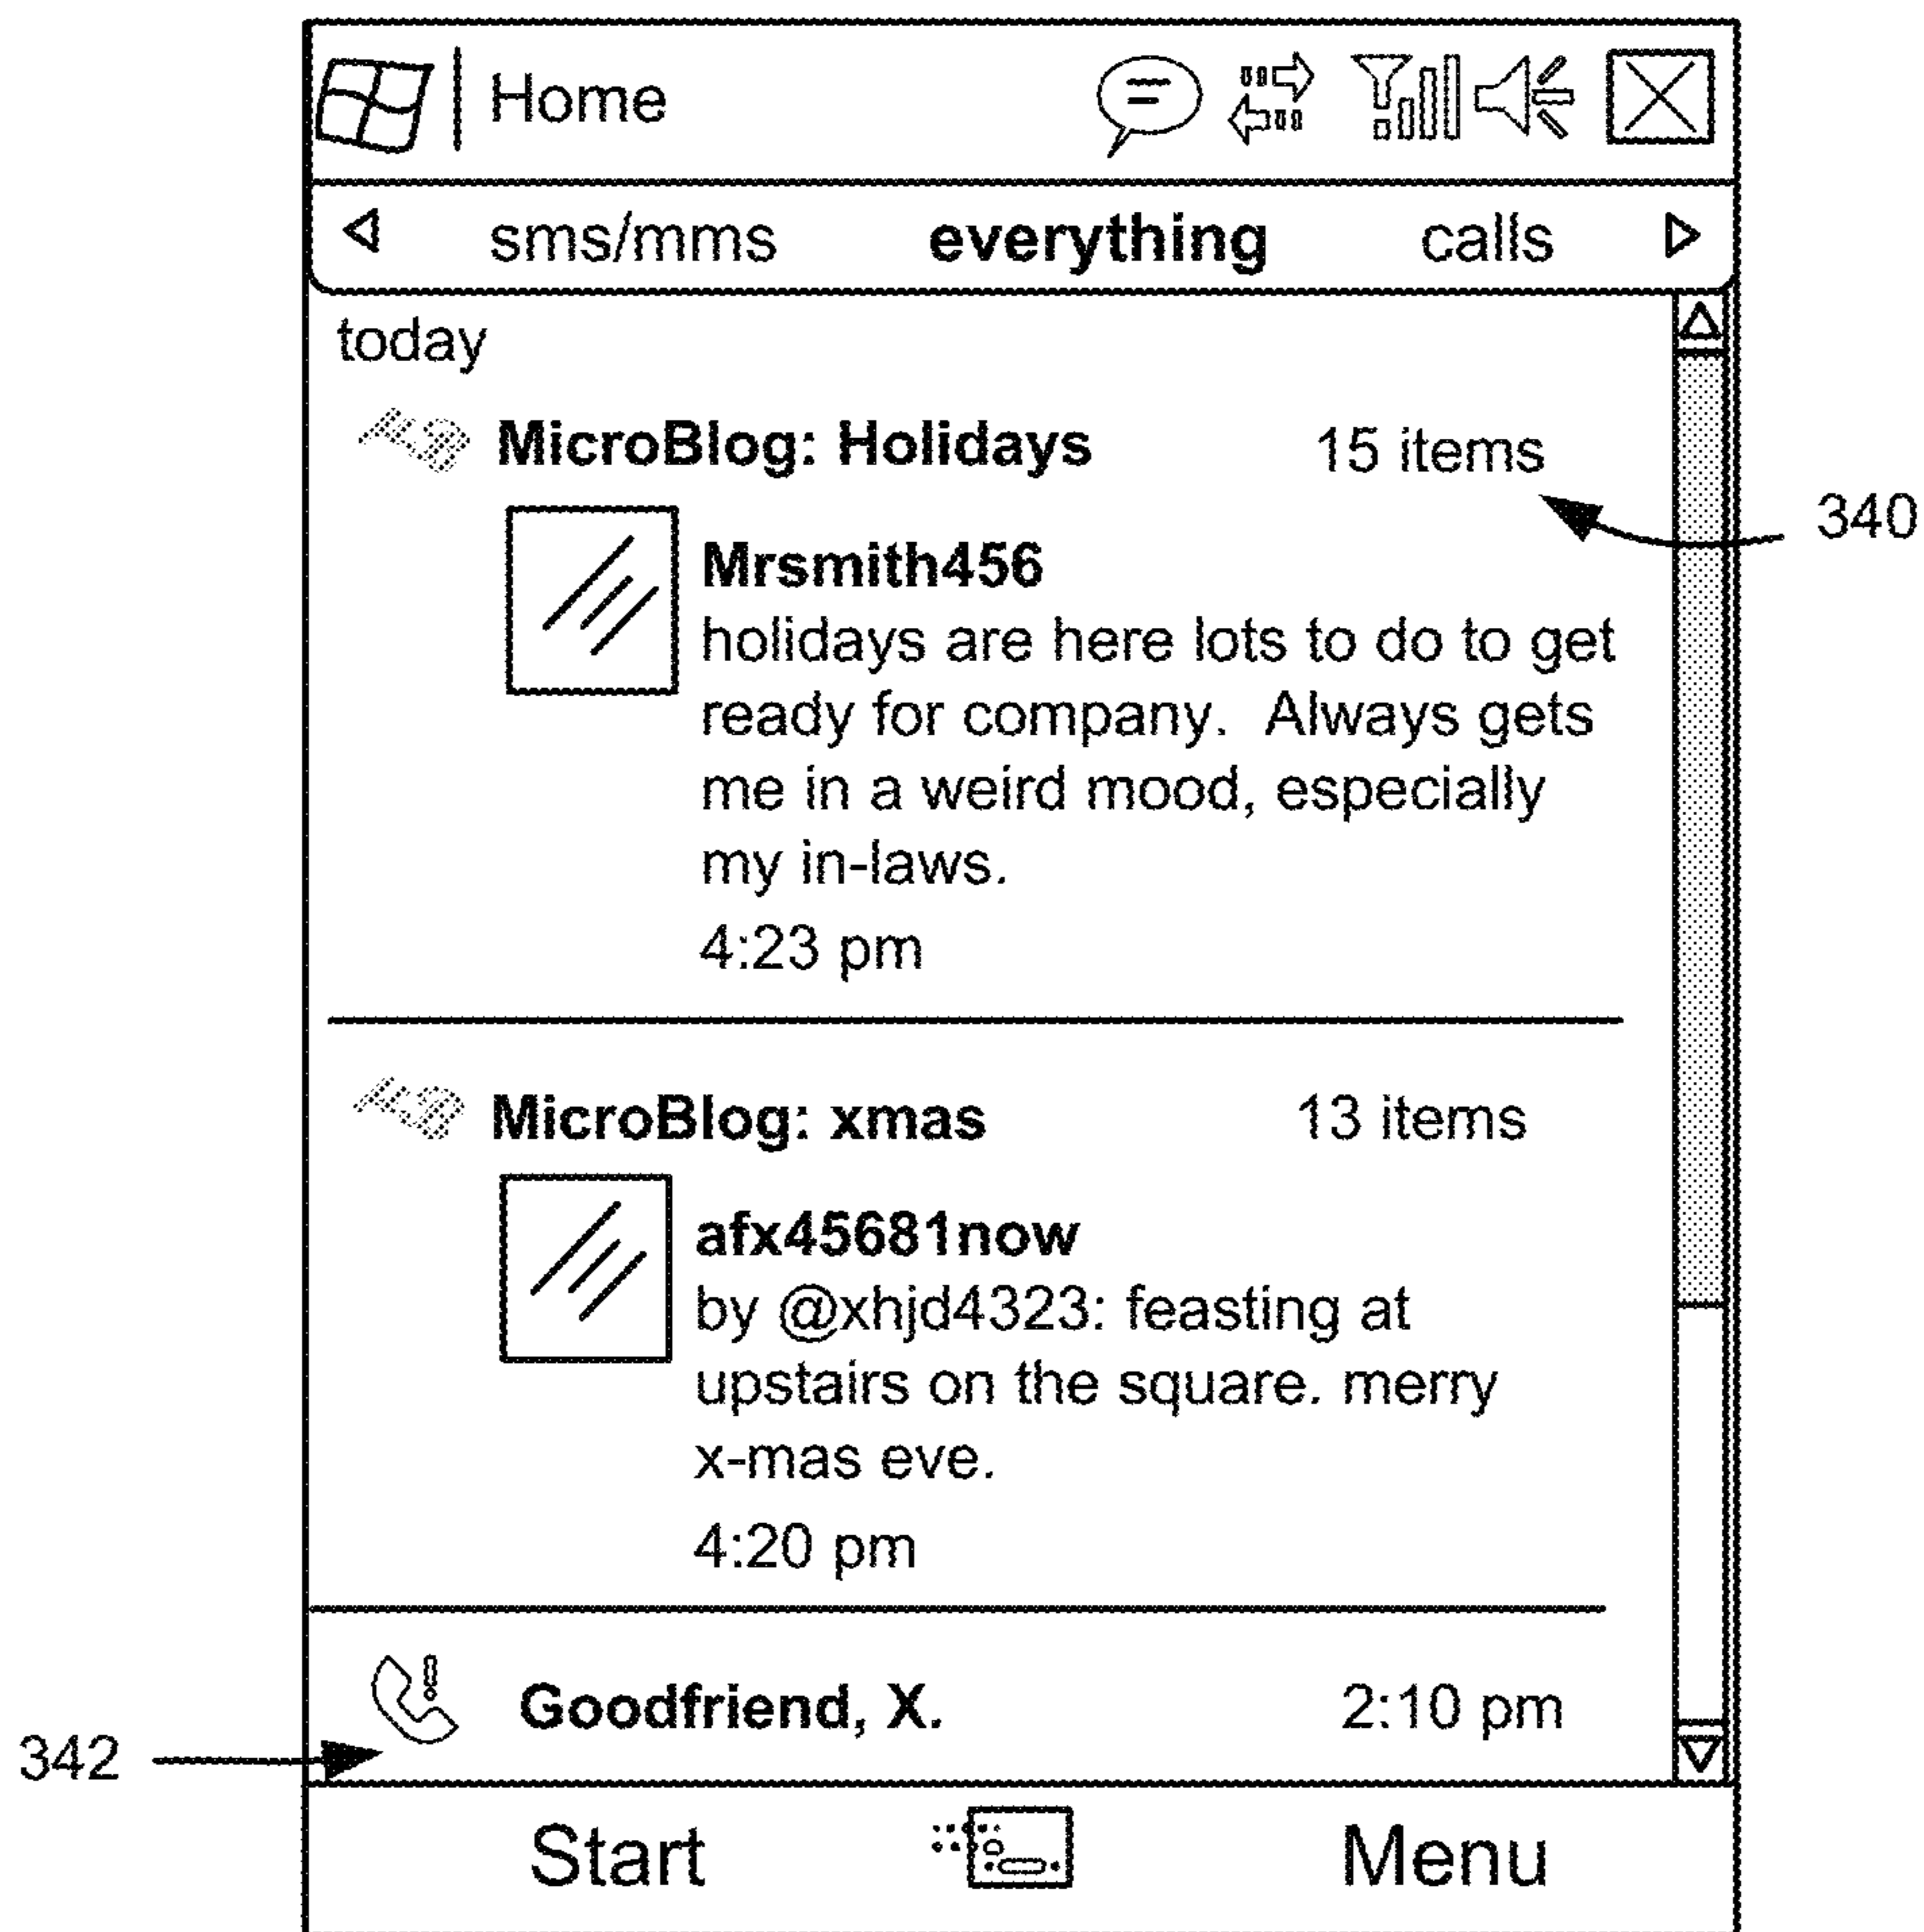 Home
sms/mms everything calls
today
MicroBlog: Holidays 15 items
340
Mrsmith456
holidays are here lots to do to get
ready for company.  Always gets
me in a weird mood, especially
my in-laws.
4:23 pm
MicroBlog: xmas 13 items
afx45681now
by @xhjd4323: feasting at
upstairs on the square. merry
x-mas eve.
4:20 pm
Goodfriend, X. 2:10 pm
342
Start Menu